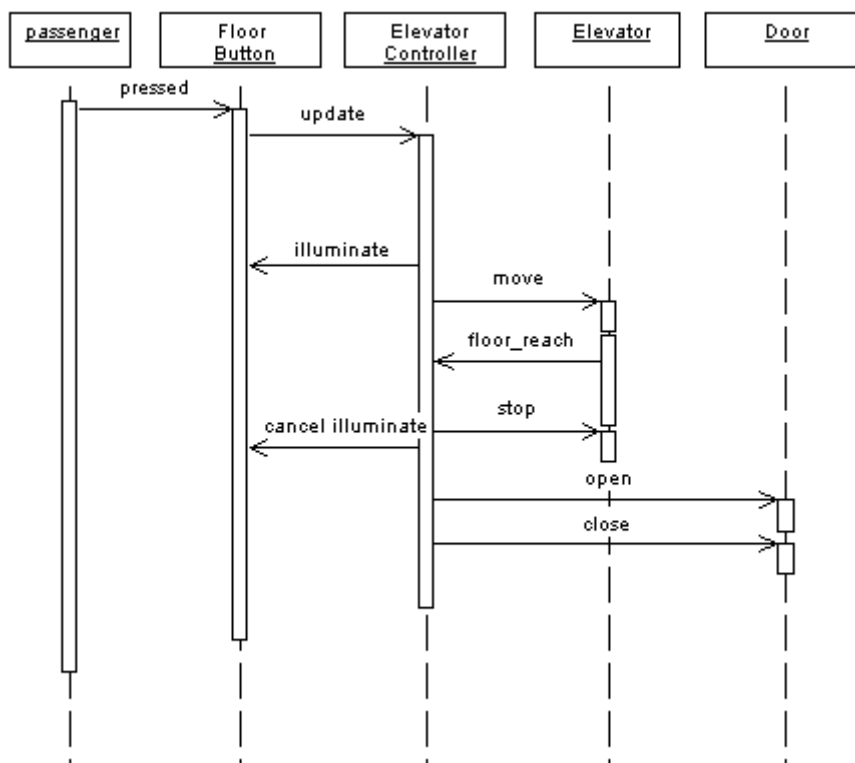 passenger
Floor
Button
Elevator
Controller
Elevator
Door
pressed
update
illuminate
move
floor_reach
stop
cancel illuminate
open
close